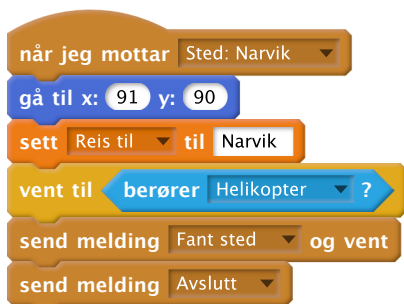 når jeg mottar Sted: Narvik
gå til x: 91 y: 90
sett Reis til til Narvik
vent til berører Helikopter ?
send melding Fant sted og vent
send melding Avslutt